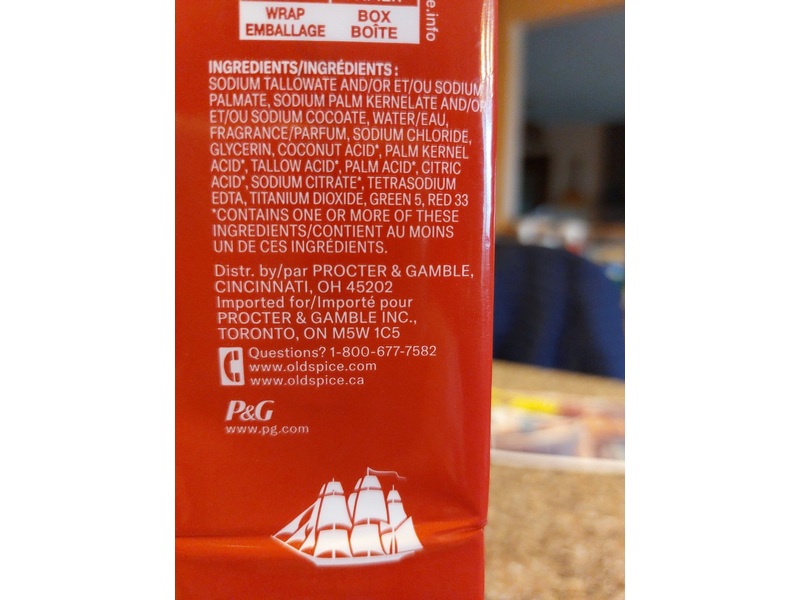 WRAP BOX
EMBALLAGE BOÎTE
e.info
INGREDIENTS/INGRÉDIENTS:
SODIUM TALLOWATE AND/OR ET/OU SODIUM
PALMATE, SODIUM PALM KERNELATE AND/OR
ET/OU SODIUM COCOATE, WATER/EAU,
FRAGRANCE/PARFUM, SODIUM CHLORIDE,
GLYCERIN, COCONUT ACID*, PALM KERNEL
ACID*, TALLOW ACID*, PALM ACID*, CITRIC
ACID*, SODIUM CITRATE*, TETRASODIUM
EDTA, TITANIUM DIOXIDE, GREEN 5, RED 33
*CONTAINS ONE OR MORE OF THESE
INGREDIENTS/CONTIENT AU MOINS
UN DE CES INGRÉDIENTS.
Distr. by/par PROCTER & GAMBLE,
CINCINNATI, OH 45202
Imported for/Importé pour
PROCTER & GAMBLE INC.,
TORONTO, ON M5W 1C5
Questions? 1-800-677-7582
www.oldspice.com
www.oldspice.ca
P&G
www.pg.com